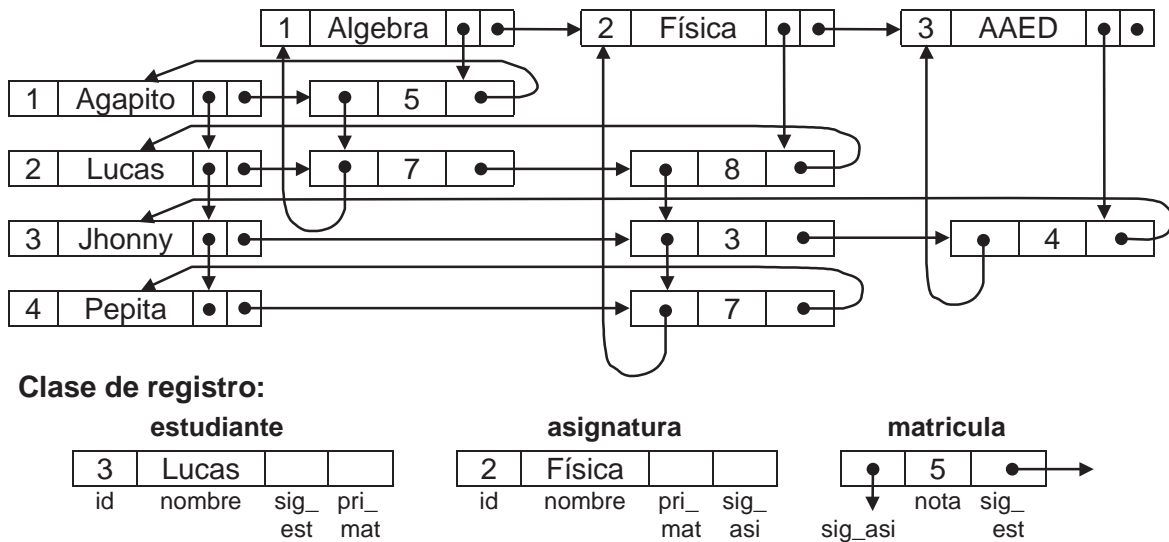 1 Algebra 2 Física 3 AAED
1 Agapito 5
2 Lucas 7 8
3 Jhonny 3 4
4 Pepita 7
Clase de registro:
estudiante asignatura matricula
3 Lucas 2 Física 5
id nombre sig_ pri_ id nombre pri_ sig_ nota sig_
est mat mat asi sig_asi est